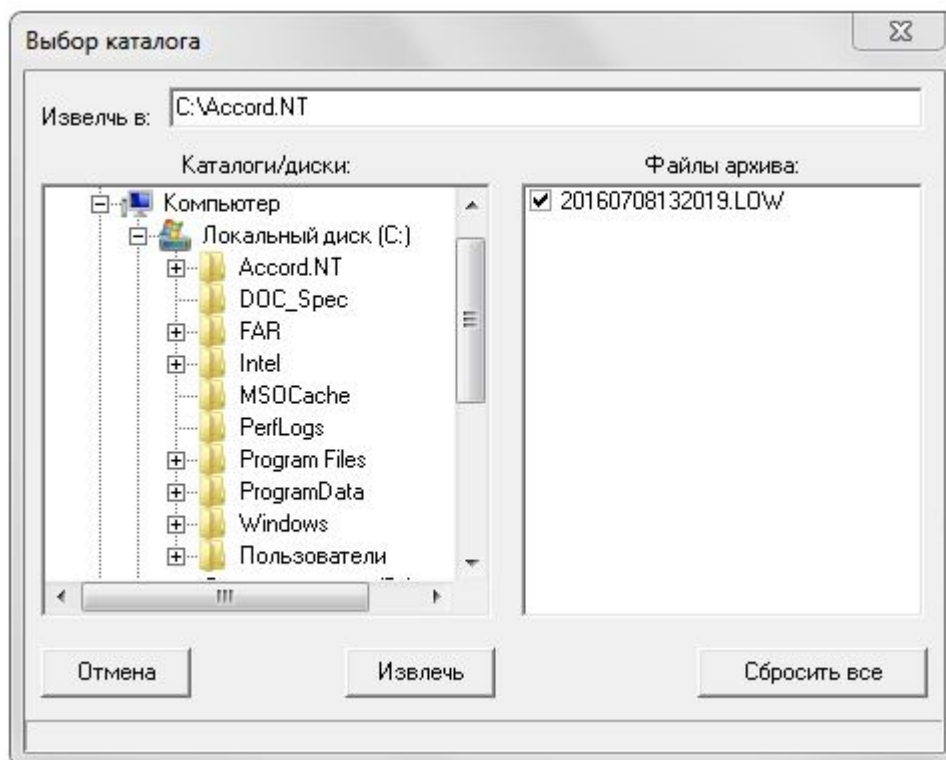 Выбор каталога
Извелчь в: C:\Accord.NT
Каталоги/диски:
Файлы архива:
Компьютер
Локальный диск (C:)
Accord.NT
DOC_Spec
FAR
Intel
MSOCache
PerfLogs
Program Files
ProgramData
Windows
Пользователи
20160708132019.LOW
Отмена
Извлечь
Сбросить все